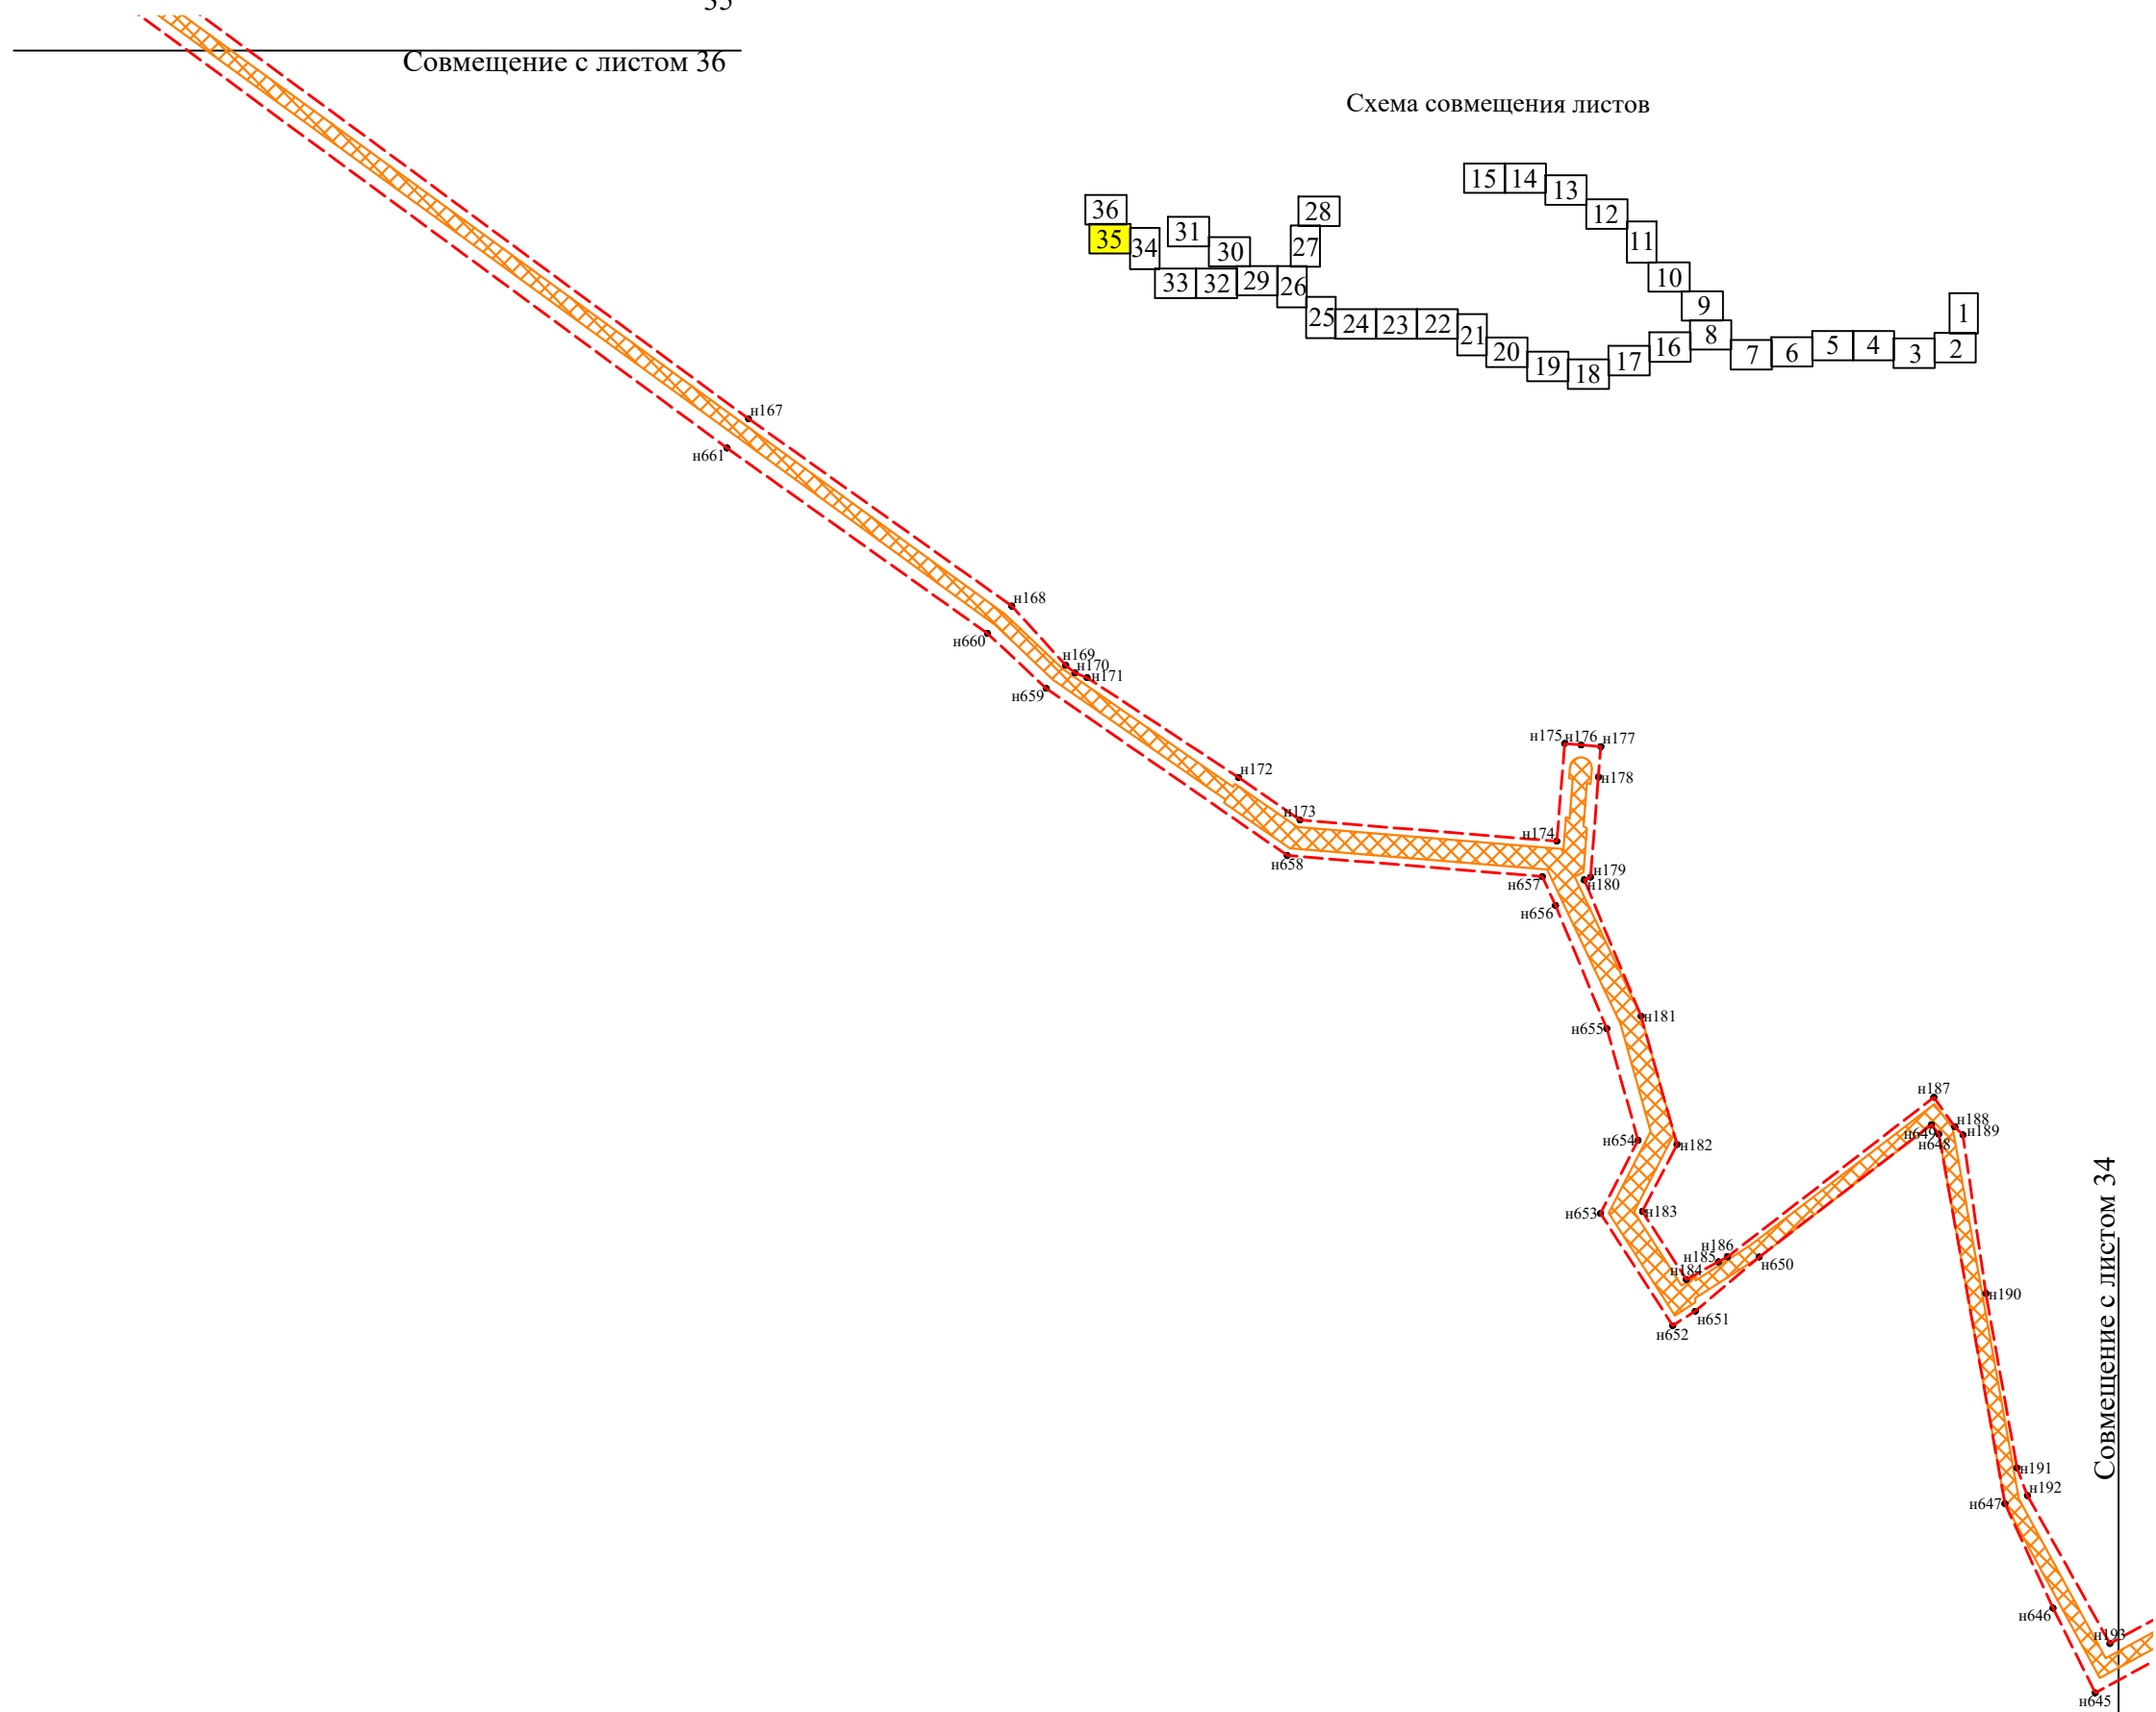 35
Совмещение с листом 36
Схема совмещения листов
15 14 13 12 11 10 9 8
36 35 34 31 30 28 27
33 32 29 26 25 24 23 22 21 20 19 18 17 16
7 6 5 4 3 2 1
н167
н661
н168
н660
н169
н170
н171
н659
н172
н173
н658
н175
н176
н177
н178
н174
н179
н180
н657
н656
н181
н655
н654
н182
н653
н183
н184
н185
н186
н650
н651
н652
н187
н188
н189
н649
н648
н190
н191
н192
н647
н646
н193
н645
Совмещение с листом 34